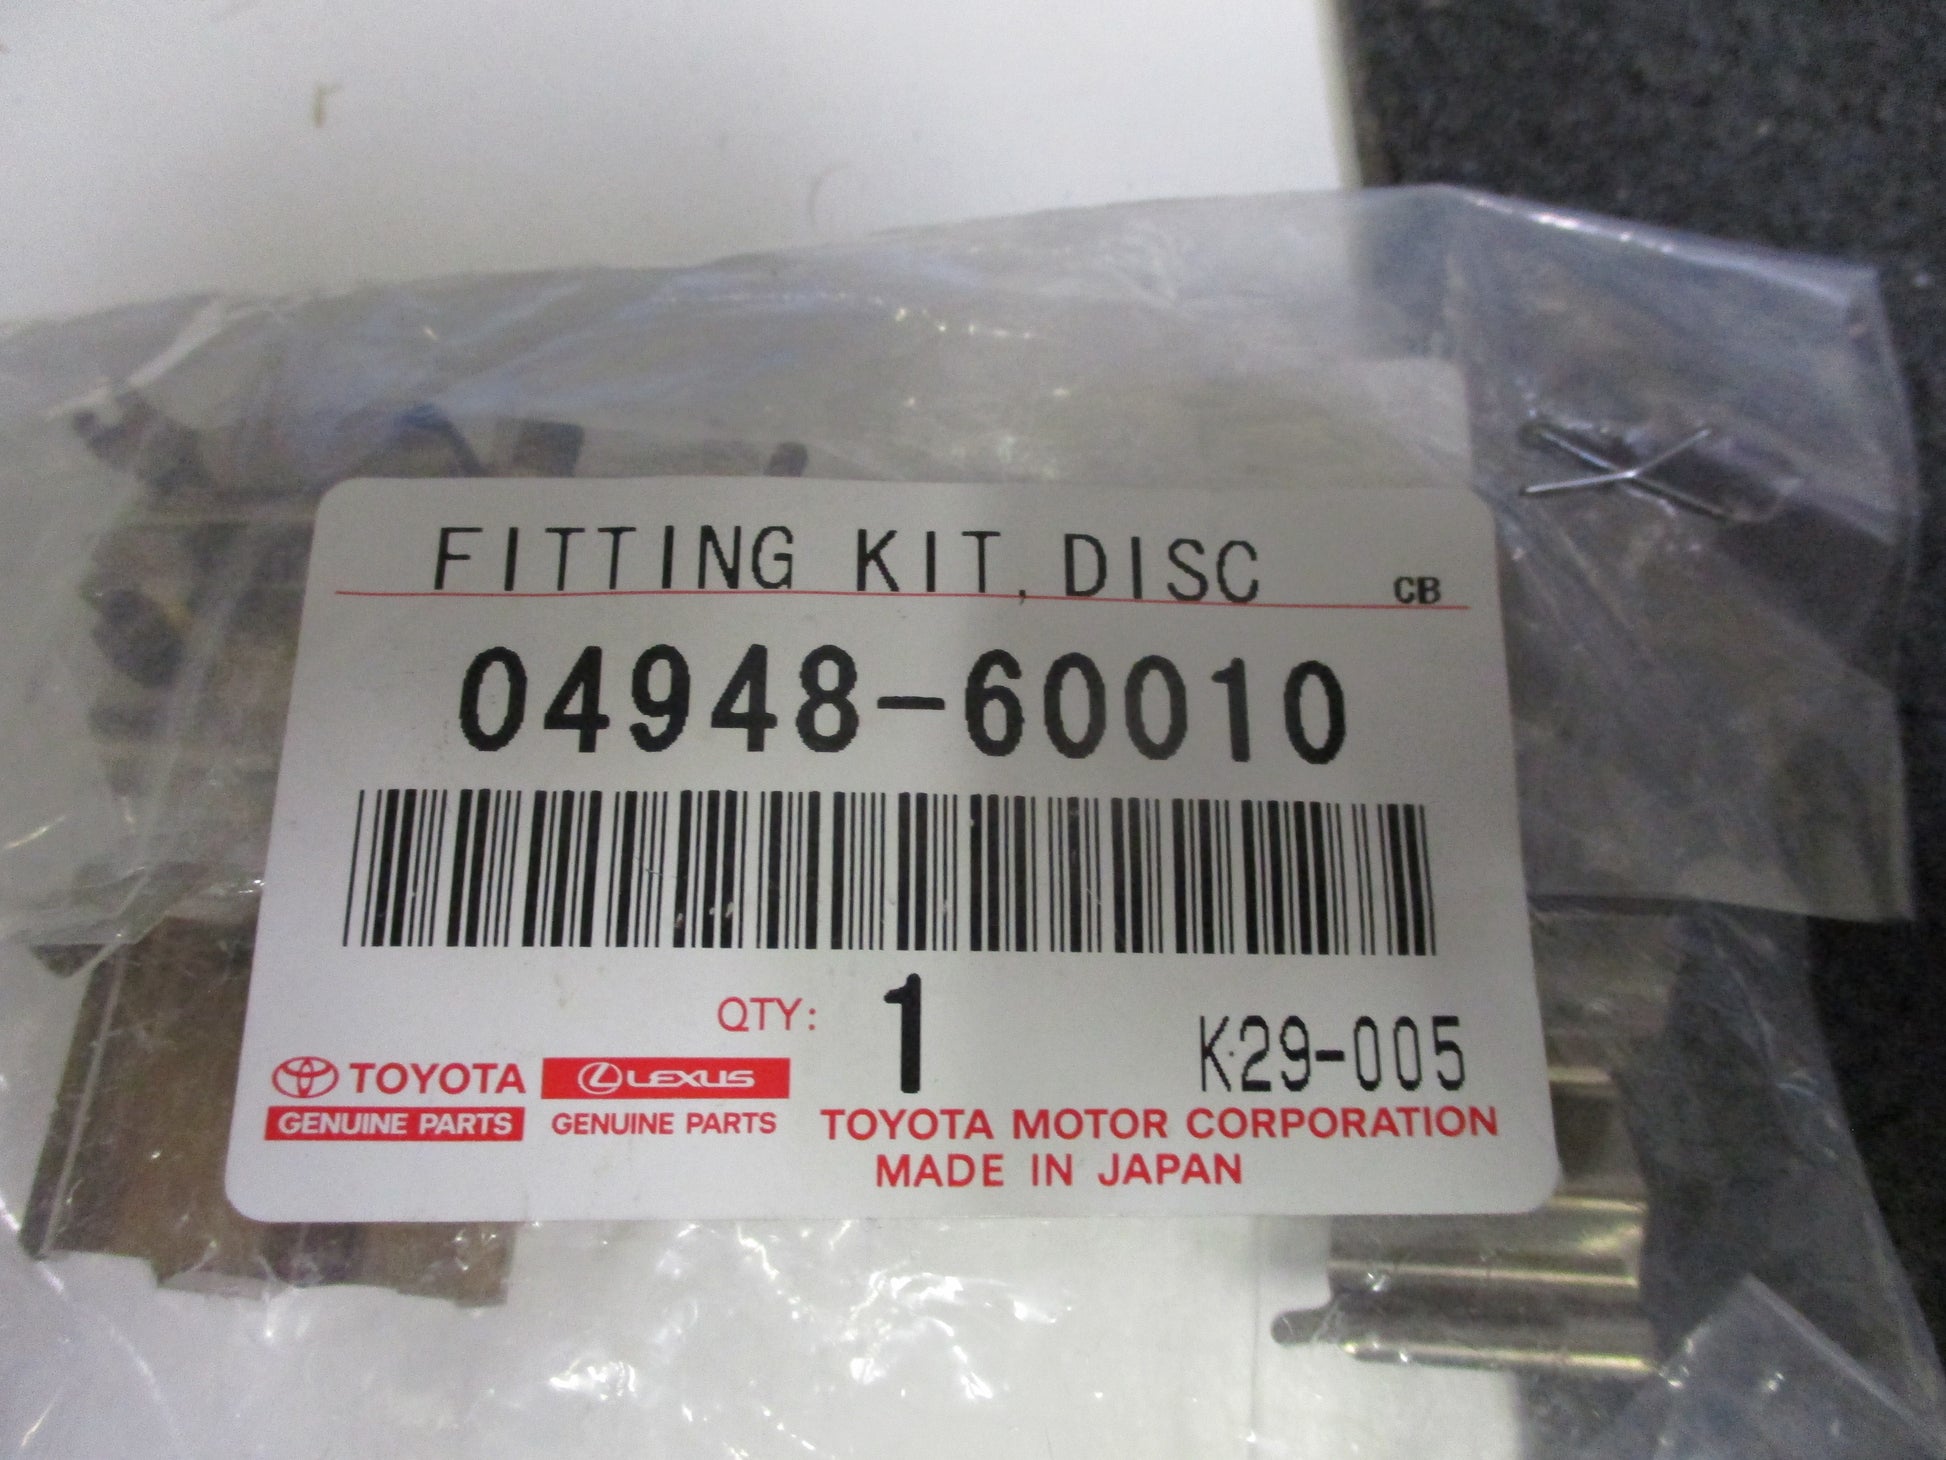 FITTING KIT, DISC CB
04948-60010
QTY: 1 K29-005
TOYOTA LEXUS
GENUINE PARTS GENUINE PARTS TOYOTA MOTOR CORPORATION
MADE IN JAPAN